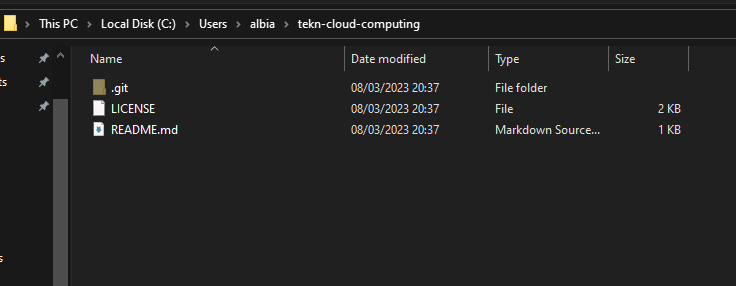 This PC > Local Disk (C:) > Users > albia > tekn-cloud-computing
Name Date modified Type Size
.git 08/03/2023 20:37 File folder
LICENSE 08/03/2023 20:37 File 2 KB
README.md 08/03/2023 20:37 Markdown Source... 1 KB